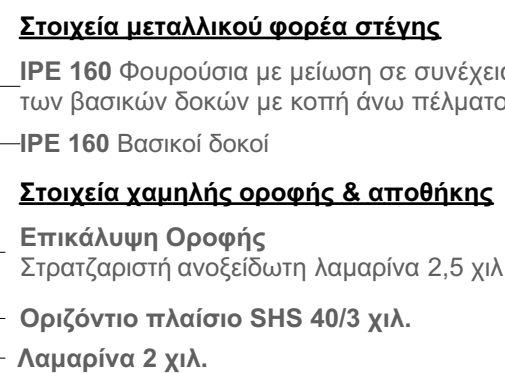 Στοιχεία μεταλλικού φορέα στέγης
IPE 160 Φουρούσια με μείωση σε
των βασικών δοκών με κοπή άνω
IPE 160 Βασικοί δοκοί
Στοιχεία χαμηλής οροφής & αποθήκης
Επικάλυψη Οροφής
Στρατζαριστή ανοξείδωτη λαμαρίνα 2,5 χιλ
Οριζόντιο πλαίσιο SHS 40/3 χιλ.
Λαμαρίνα 2 χιλ.